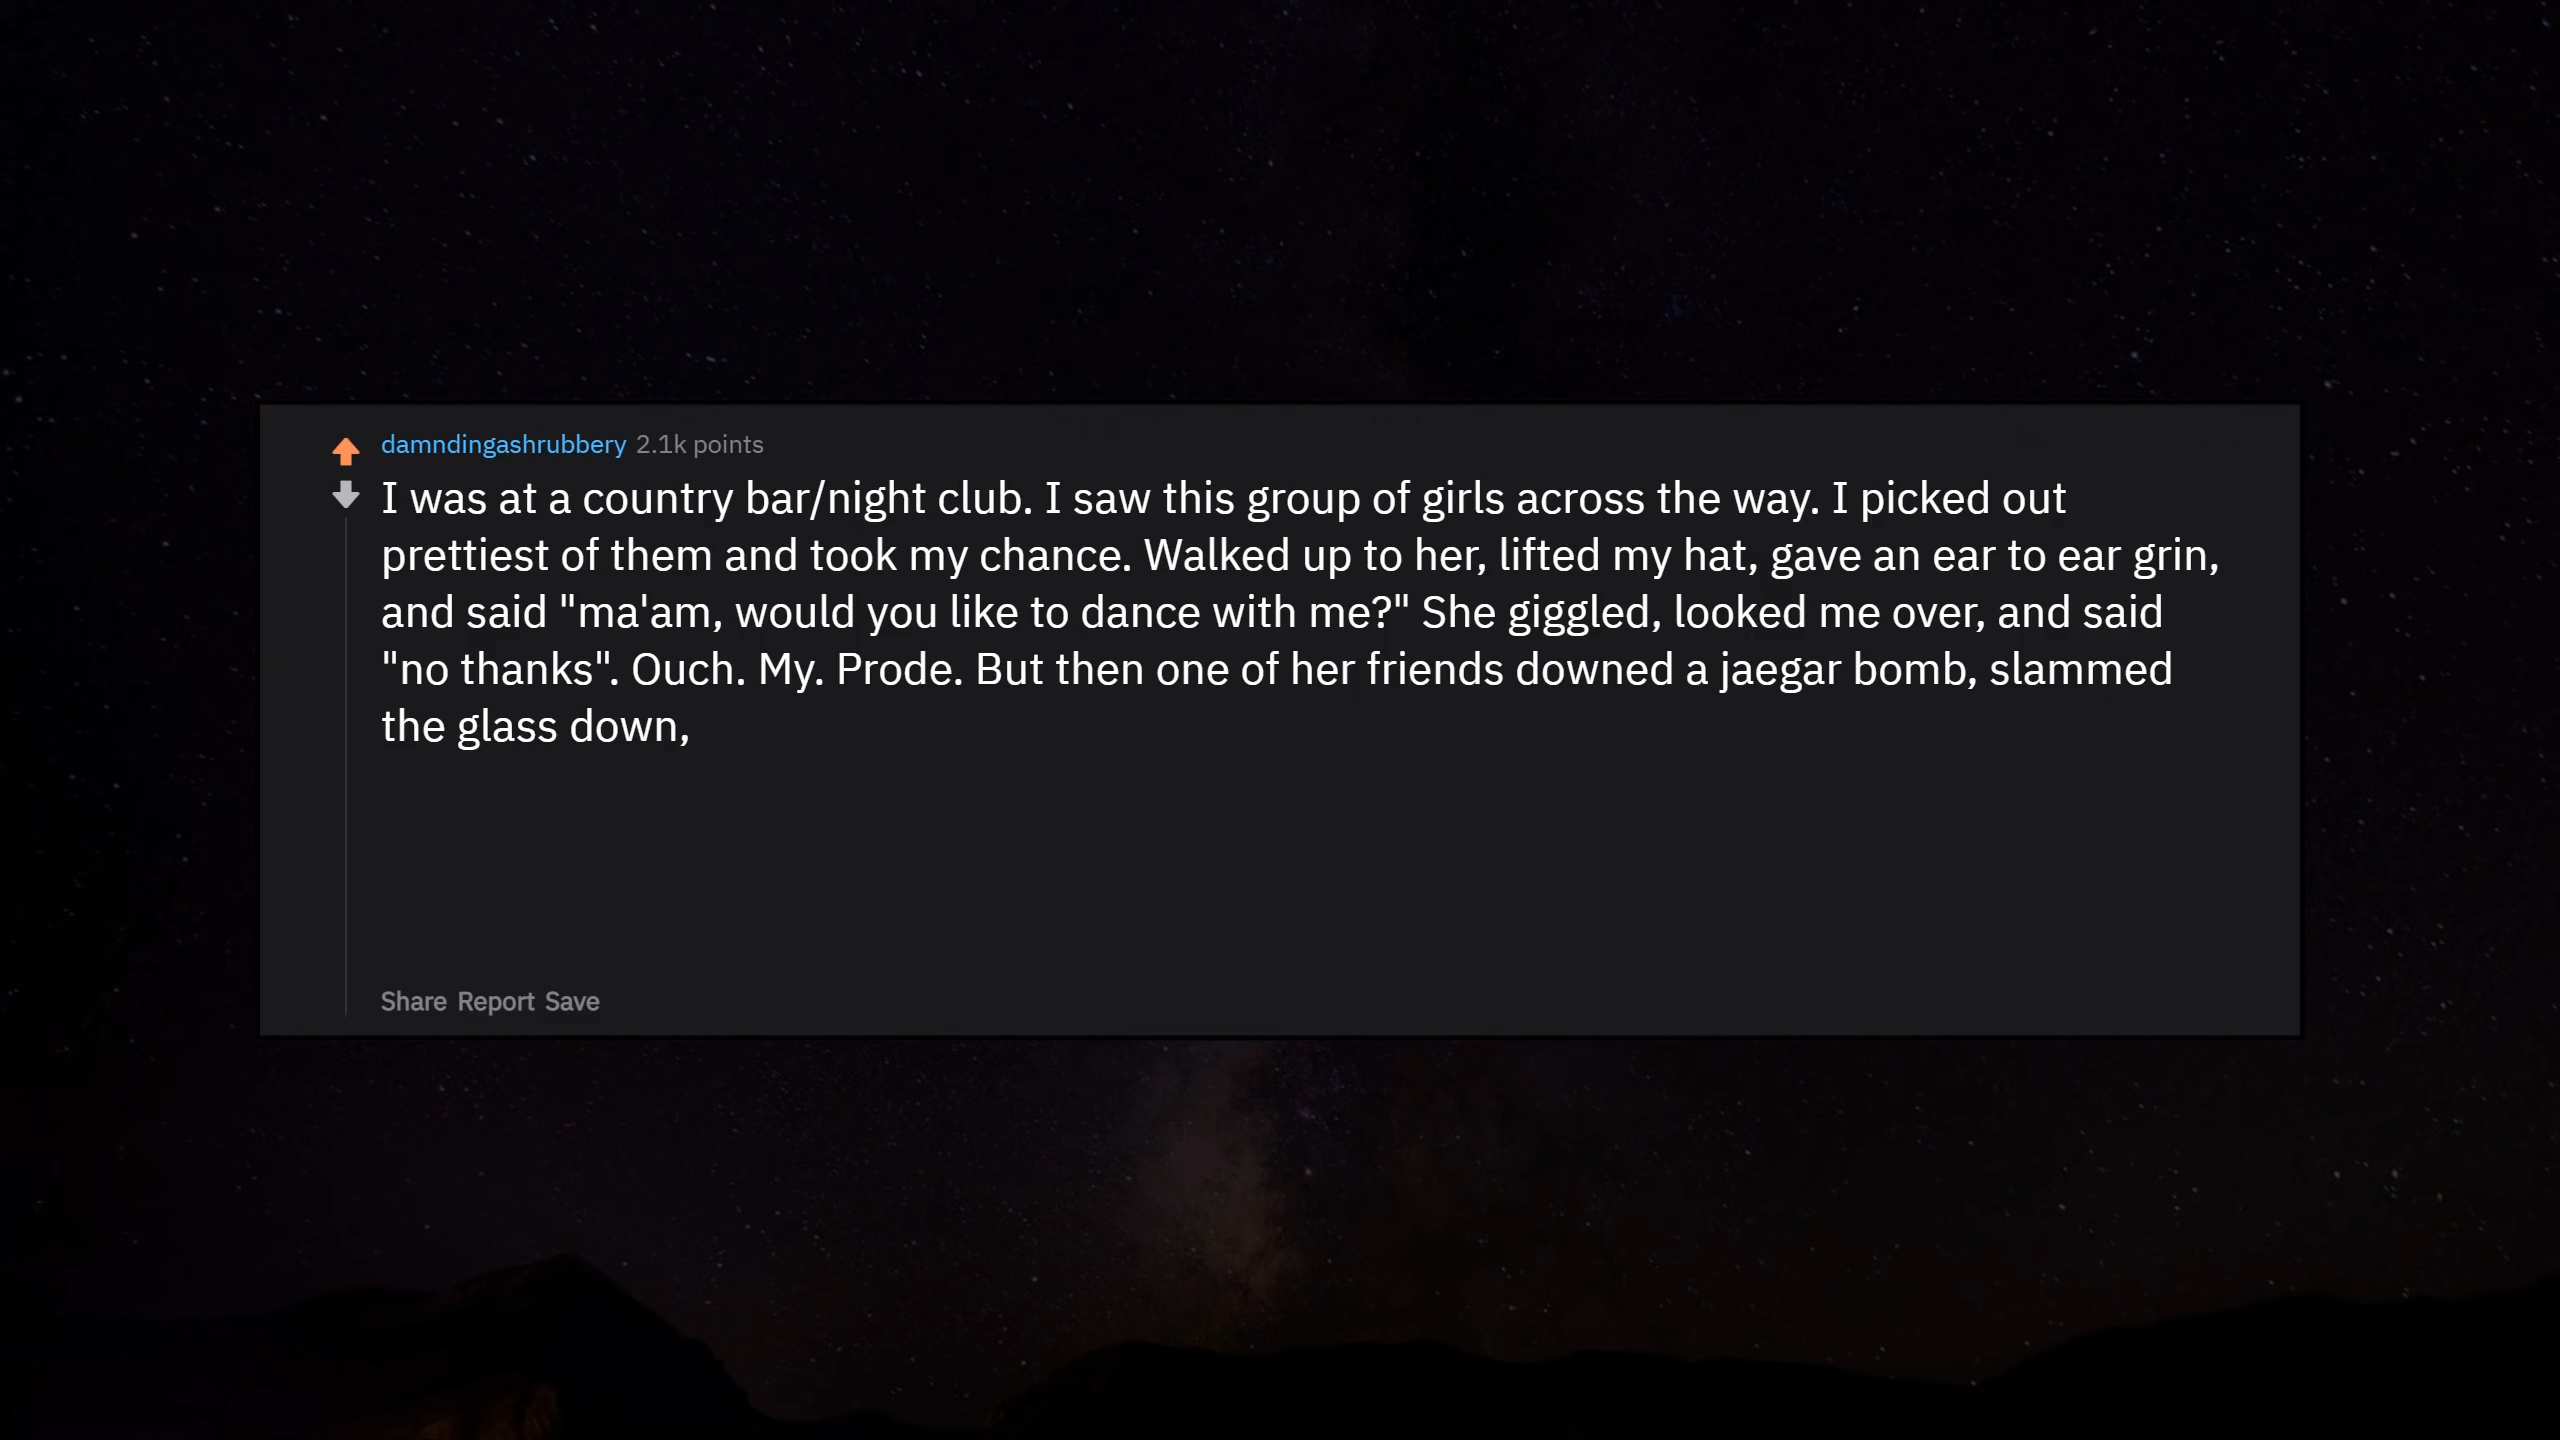 damndingashrubbery 2.1k points
I was at a country bar/night club. I saw this group of girls across the way. I picked out
prettiest of them and took my chance. Walked up to her, lifted my hat, gave an ear to ear grin,
and said "ma'am, would you like to dance with me?" She giggled, looked me over, and said
"no thanks". Ouch. My. Prode. But then one of her friends downed a jaegar bomb, slammed
the glass down,
Share Report Save